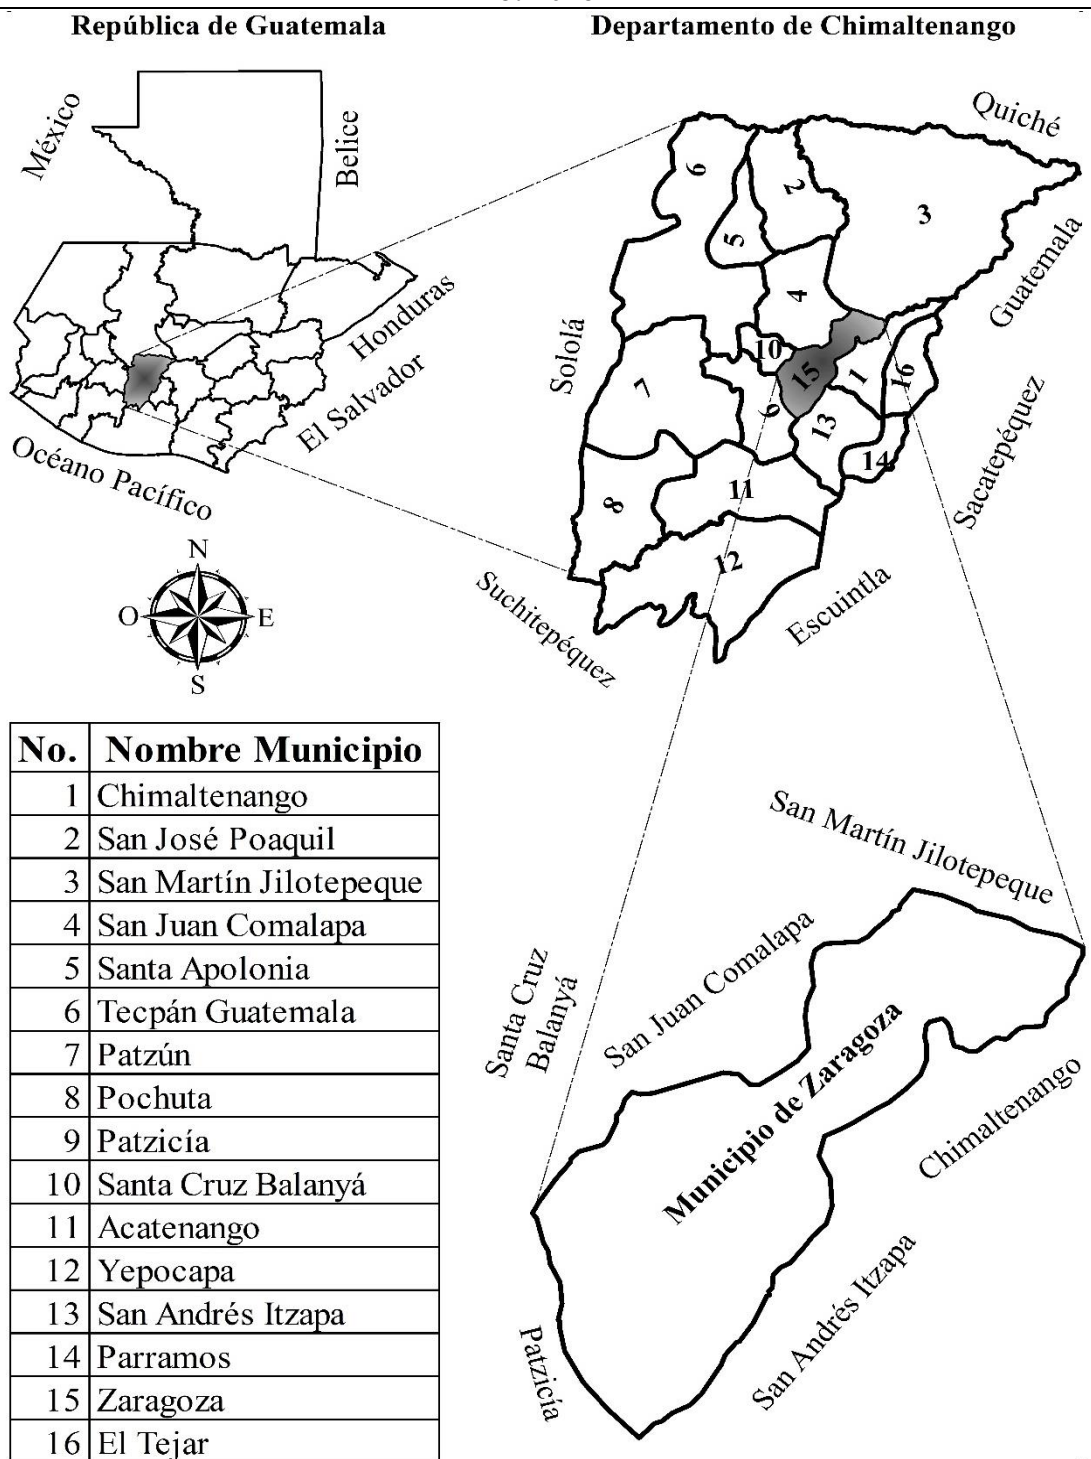 República de Guatemala
Departamento de Chimaltenango
México
Belice
Honduras
El Salvador
Océano Pacífico
N
O
E
S
Quiché
Guatemala
Sololá
Sacatepéquez
Suchitepéquez
Escuintla
6
2
3
5
4
10
7
15
1
16
9
13
14
8
11
12
No. Nombre Municipio
1 Chimaltenango
2 San José Poaquil
3 San Martín Jilotepeque
4 San Juan Comalapa
5 Santa Apolonia
6 Tecpán Guatemala
7 Patzún
8 Pochuta
9 Patzicía
10 Santa Cruz Balanyá
11 Acatenango
12 Yepocapa
13 San Andrés Itzapa
14 Parramos
15 Zaragoza
16 El Tejar
San Martín Jilotepeque
San Juan Comalapa
Santa Cruz
Balanyá
Municipio de Zaragoza
Chimaltenango
San Andrés Itzapa
Patzicía